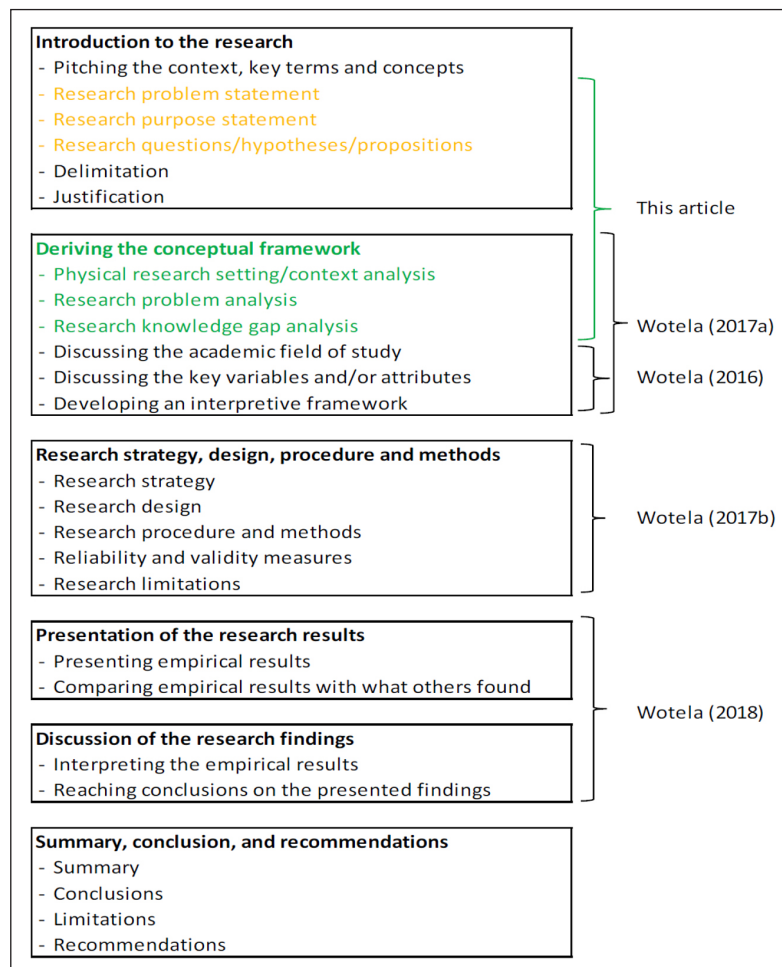 Introduction to the research
- Pitching the context, key terms and concepts
- Research problem statement
- Research purpose statement
- Research questions/hypotheses/propositions
- Delimitation
- Justification
This article
Deriving the conceptual framework
- Physical research setting/context analysis
- Research problem analysis
- Research knowledge gap analysis
- Discussing the academic field of study
- Discussing the key variables and/or attributes
- Developing an interpretive framework
Wotela (2017a)
Wotela (2016)
Research strategy, design, procedure and methods
- Research strategy
- Research design
- Research procedure and methods
- Reliability and validity measures
- Research limitations
Wotela (2017b)
Presentation of the research results
- Presenting empirical results
- Comparing empirical results with what others found
Wotela (2018)
Discussion of the research findings
- Interpreting the empirical results
- Reaching conclusions on the presented findings
Summary, conclusion, and recommendations
- Summary
- Conclusions
- Limitations
- Recommendations